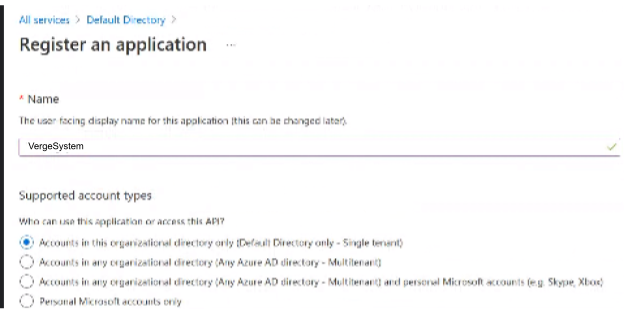 All services > Default Directory >
Register an application ...
* Name
The user-facing display name for this application (this can be changed later).
VergeSystem
Supported account types
Who can use this application or access this API?
Accounts in this organizational directory only (Default Directory only - Single tenant)
Accounts in any organizational directory (Any Azure AD directory - Multitenant)
Accounts in any organizational directory (Any Azure AD directory - Multitenant) and personal Microsoft accounts (e.g. Skype, Xbox)
Personal Microsoft accounts only